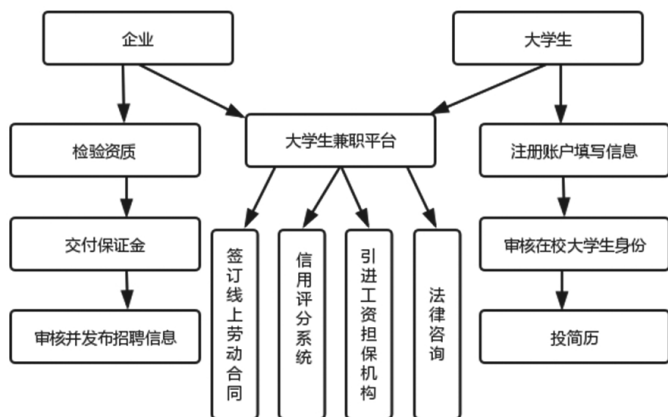 企业
大学生
大学生兼职平台
检验资质
注册账户填写信息
交付保证金
审核在校大学生身份
审核并发布招聘信息
投简历
签订线上劳动合同
信用评分系统
引进工资担保机构
法律咨询